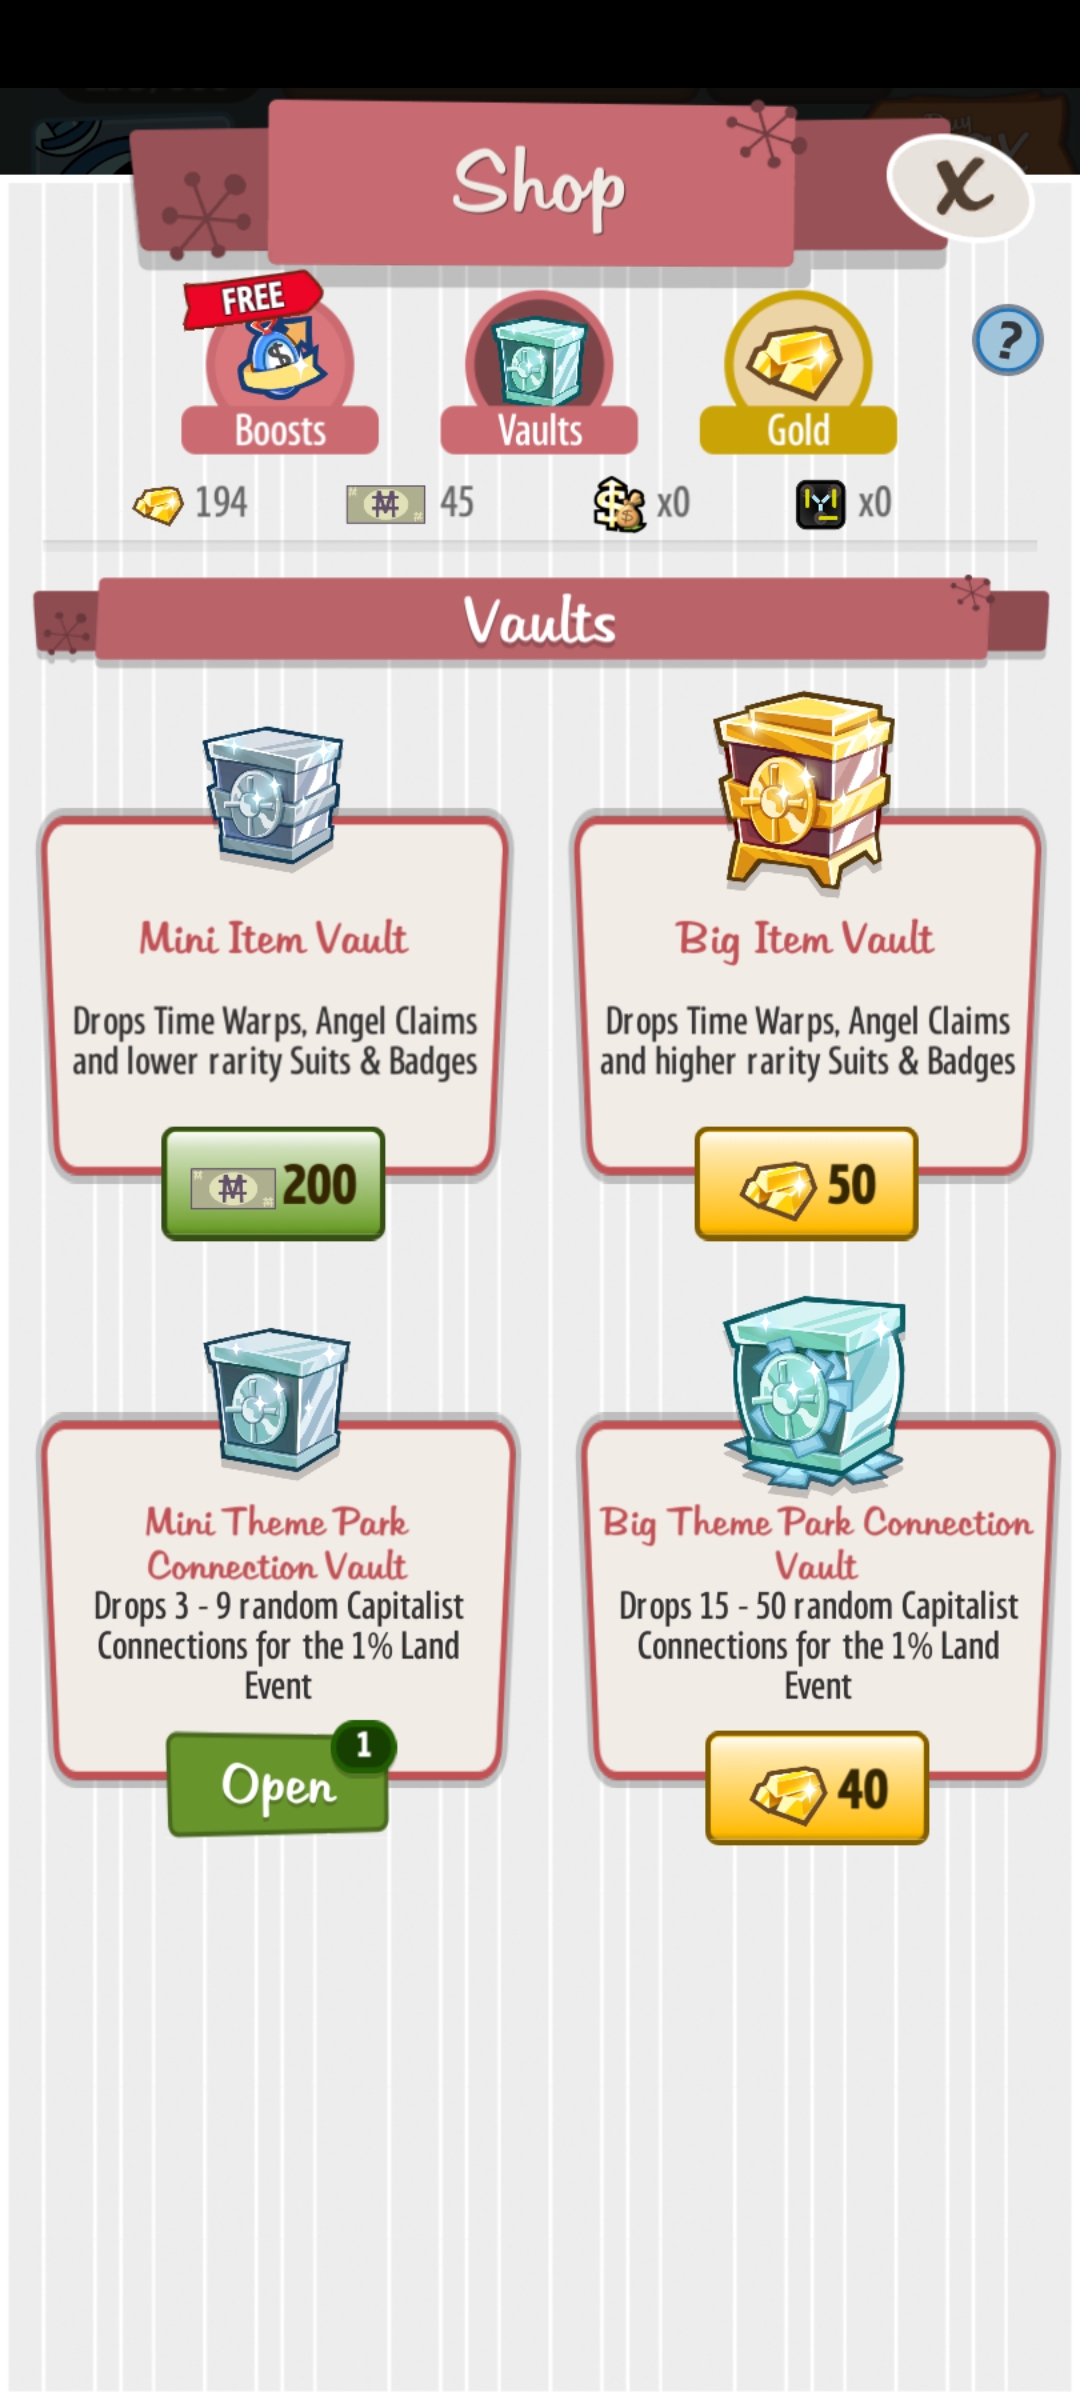 Shop
FREE
Boosts
Vaults
Gold
?
194
45
x0
x0
Vaults
Mini Item Vault
Drops Time Warps, Angel Claims
and lower rarity Suits & Badges
200
Big Item Vault
Drops Time Warps, Angel Claims
and higher rarity Suits & Badges
50
Mini Theme Park
Connection Vault
Drops 3 - 9 random Capitalist
Connections for the 1% Land
Event
Open
1
Big Theme Park Connection
Vault
Drops 15 - 50 random Capitalist
Connections for the 1% Land
Event
40